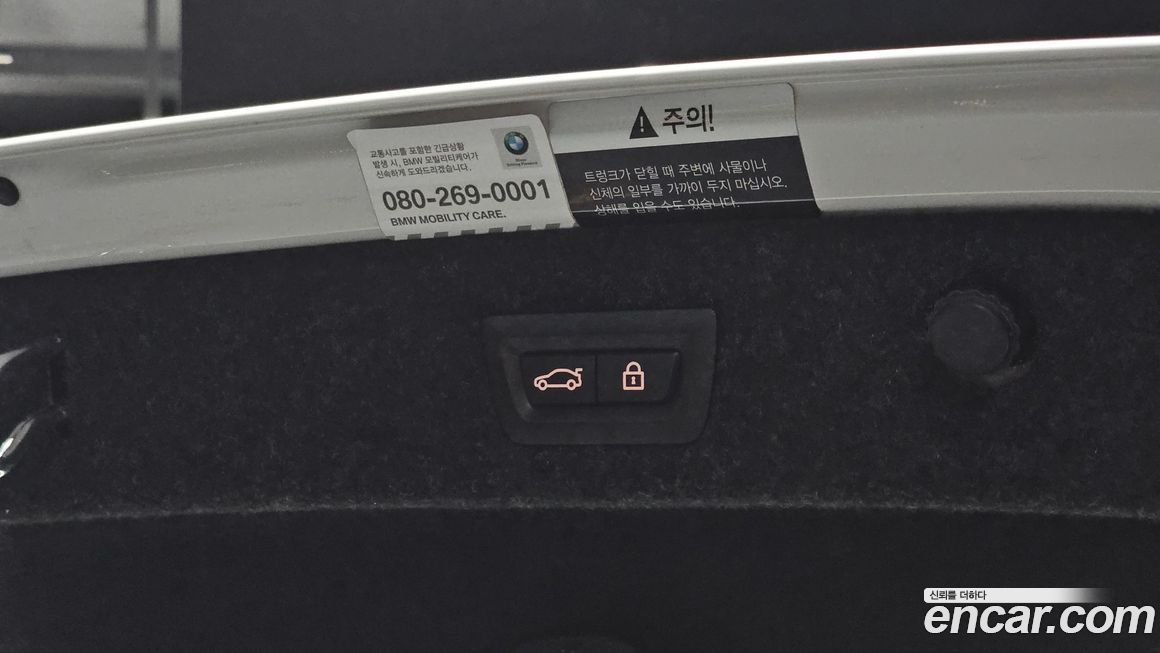 교통사고를 포함한 긴급상황
발생 시, BMW 모빌리티케어가
신속하게 도와드리겠습니다.
080-269-0001
BMW MOBILITY CARE.
주의!
트렁크가 닫힐 때 주변에 사물이나
신체의 일부를 가까이 두지 마십시오.
상해를 입을 수도 있습니다.
신뢰를 더하다
encar.com